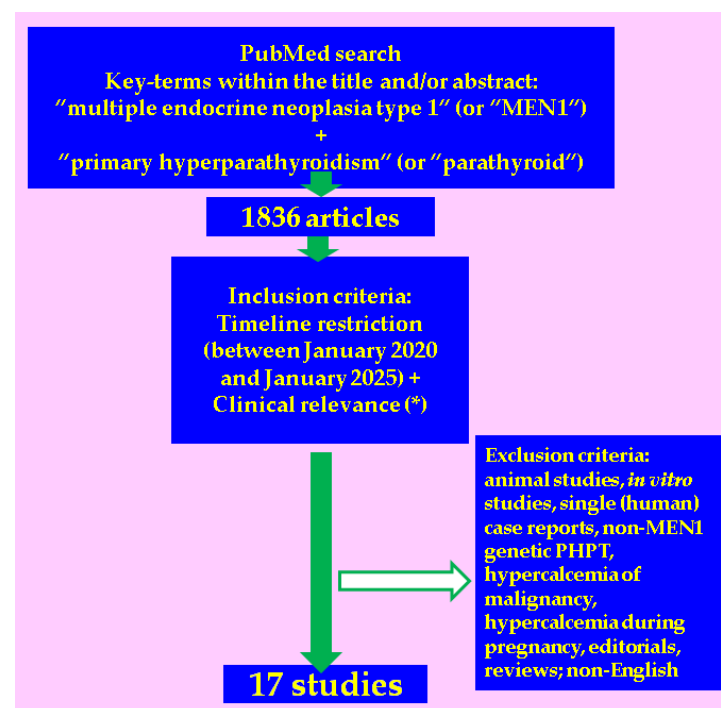 PubMed search
Key-terms within the title and/or abstract:
″multiple endocrine neoplasia type 1” (or “MEN1”)
+
″primary hyperparathyroidism” (or “parathyroid”)
1836 articles
Inclusion criteria:
Timeline restriction
(between January 2020
and January 2025) +
Clinical relevance (*)
Exclusion criteria:
animal studies, in vitro
studies, single (human)
case reports, non-MEN1
genetic PHPT,
hypercalcemia of
malignancy,
hypercalcemia during
pregnancy, editorials,
reviews; non-English
17 studies